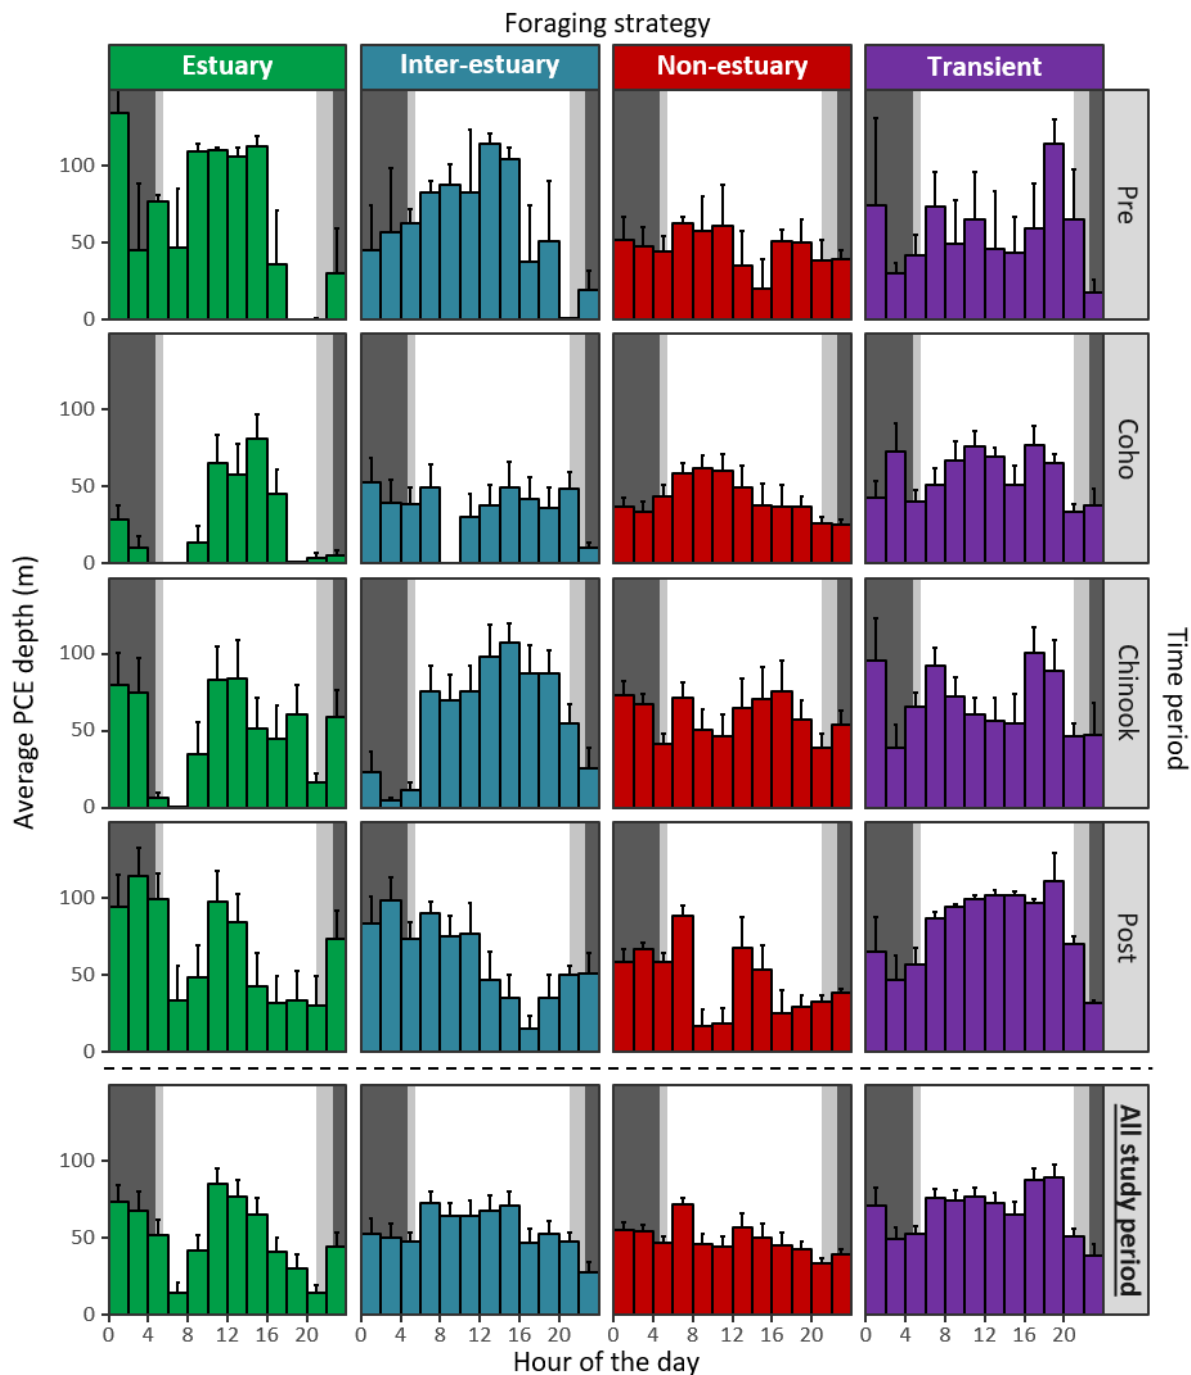 Foraging strategy
Estuary Inter-estuary Non-estuary Transient
100
50
0
Pre
100
50
0
Coho
100
50
0
Chinook
100
50
0
Post
100
50
0
All study period
Average PCE depth (m)
Time period
0 4 8 12 16 20 0 4 8 12 16 20 0 4 8 12 16 20 0 4 8 12 16 20
Hour of the day